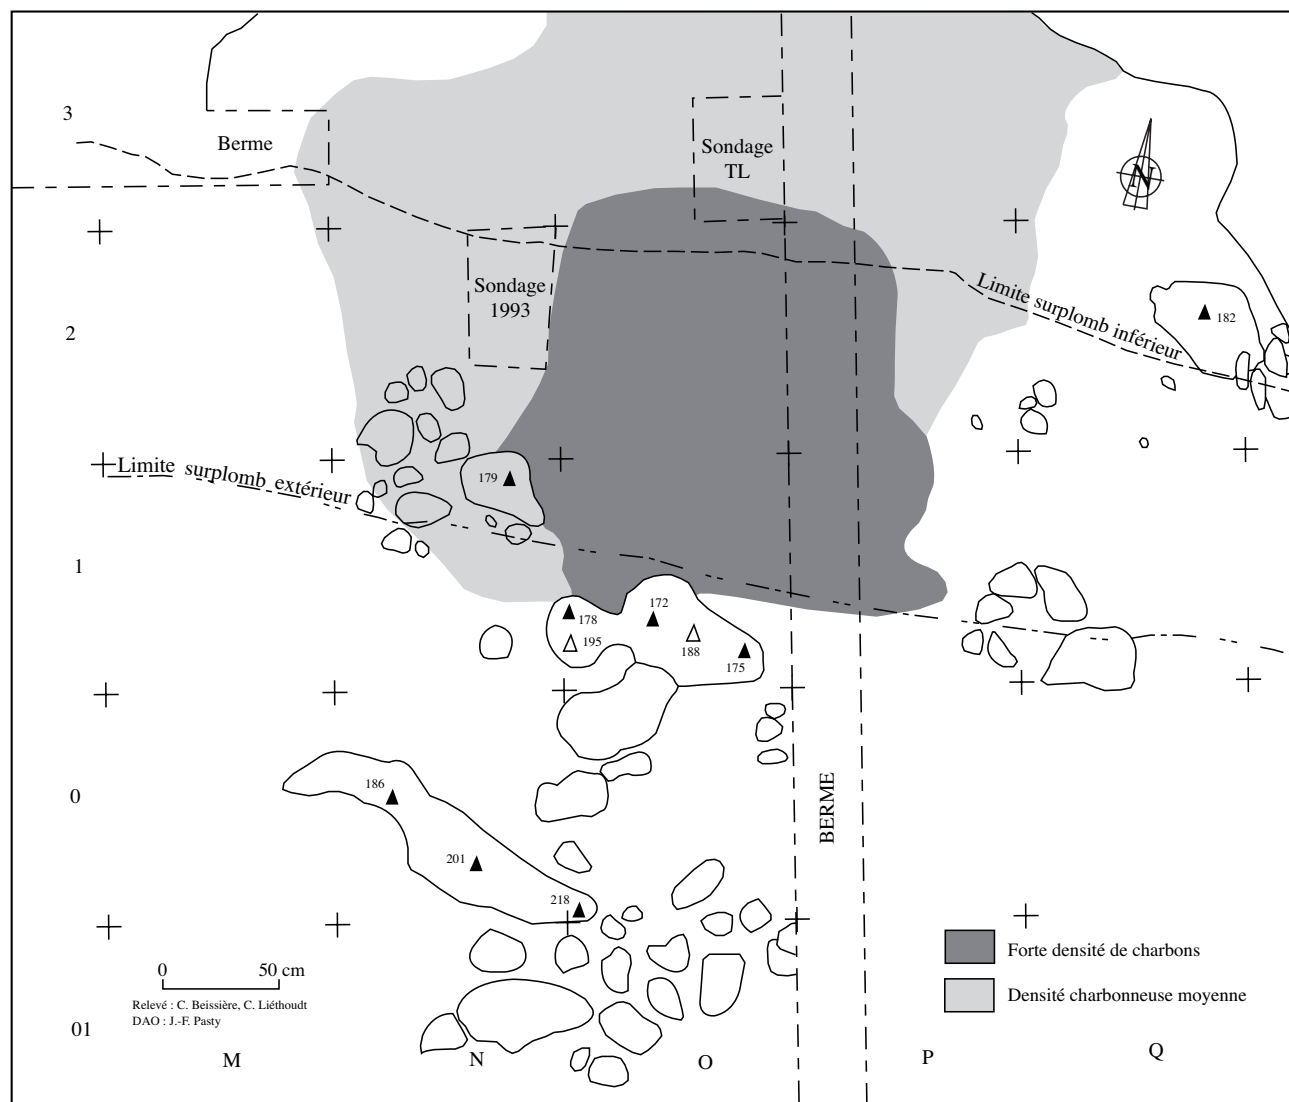 3
Berme
Sondage
TL
N
Sondage
1993
2
Limite surplomb inférieur
182
Limite surplomb extérieur
179
1
178
172
195
188
175
0
186
201
218
BERME
0 50 cm
Relevé : C. Beissière, C. Liéthoudt
DAO : J.-F. Pasty
Forte densité de charbons
Densité charbonneuse moyenne
01
M N O P Q